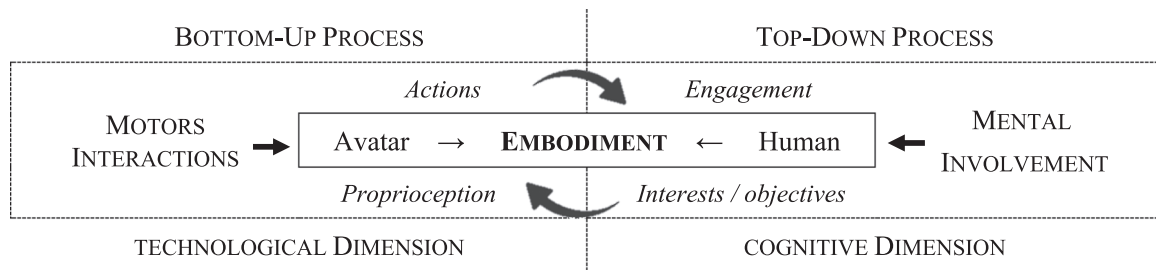 BOTTOM-UP PROCESS
TOP-DOWN PROCESS
Actions
Engagement
MOTORS
INTERACTIONS
Avatar → EMBODIMENT ← Human
MENTAL
INVOLVEMENT
Proprioception
Interests / objectives
TECHNOLOGICAL DIMENSION
COGNITIVE DIMENSION